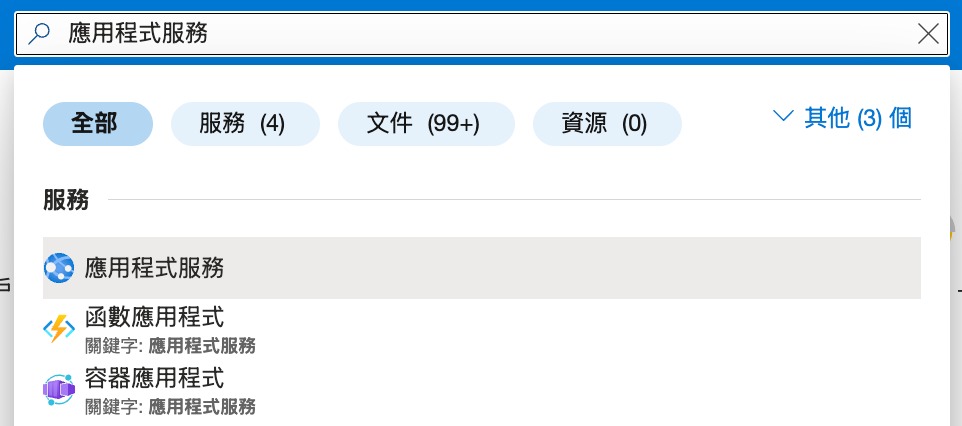 應用程式服務
全部 服務 (4) 文件 (99+) 資源 (0) 其他 (3) 個
服務
應用程式服務
函數應用程式
關鍵字: 應用程式服務
容器應用程式
關鍵字: 應用程式服務